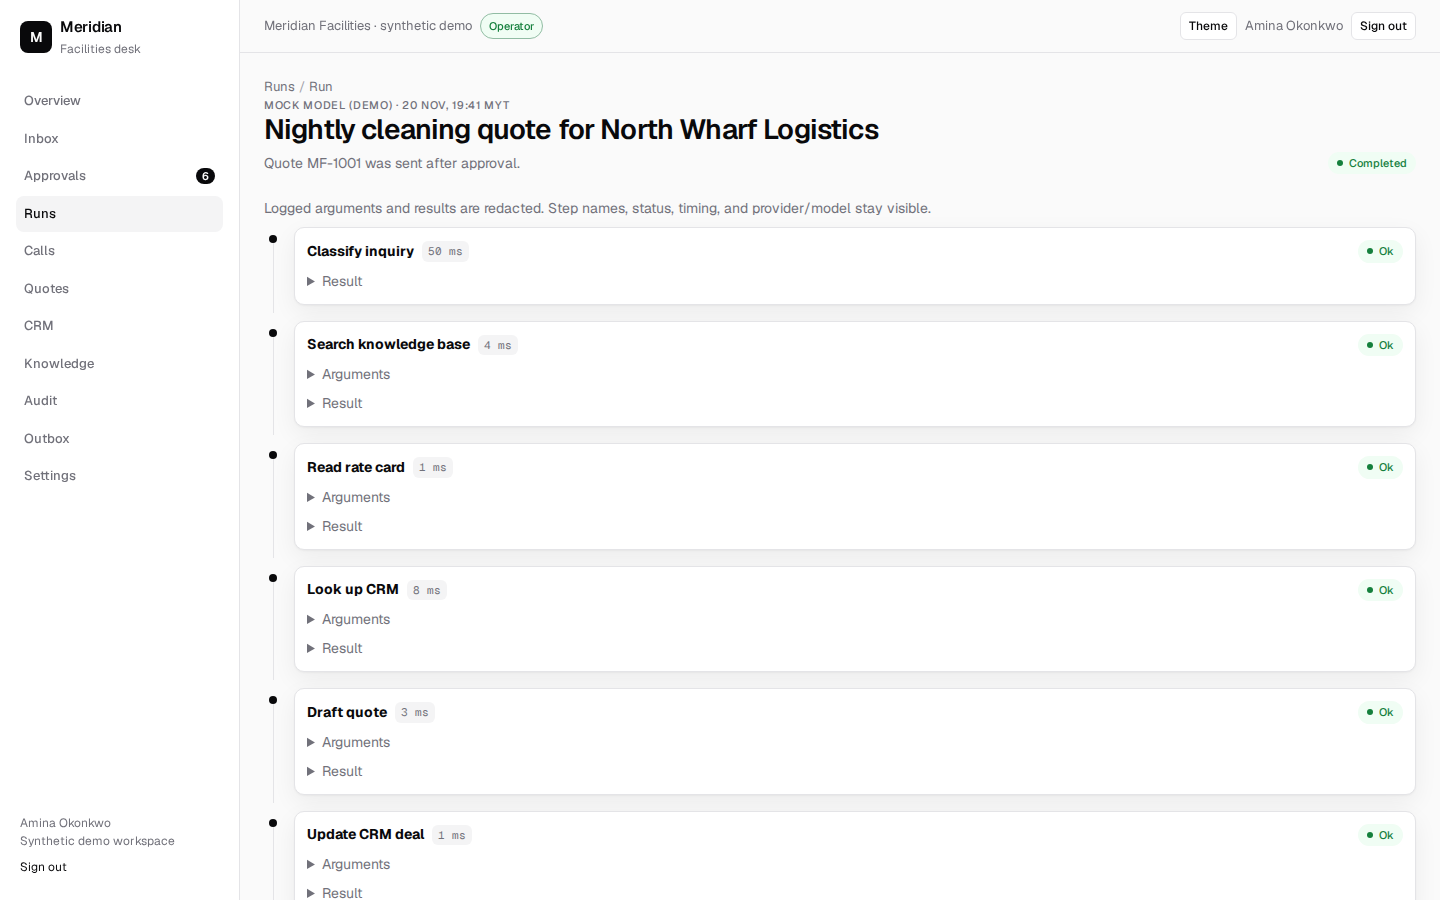 M
Meridian
Facilities desk
Overview
Inbox
Approvals 6
Runs
Calls
Quotes
CRM
Knowledge
Audit
Outbox
Settings
Amina Okonkwo
Synthetic demo workspace
Sign out
Meridian Facilities · synthetic demo Operator
Theme Amina Okonkwo Sign out
Runs / Run
MOCK MODEL (DEMO) · 20 NOV, 19:41 MYT
Nightly cleaning quote for North Wharf Logistics
Quote MF-1001 was sent after approval. Completed
Logged arguments and results are redacted. Step names, status, timing, and provider/model stay visible.
Classify inquiry 50 ms Ok
Result
Search knowledge base 4 ms Ok
Arguments
Result
Read rate card 1 ms Ok
Arguments
Result
Look up CRM 8 ms Ok
Arguments
Result
Draft quote 3 ms Ok
Arguments
Result
Update CRM deal 1 ms Ok
Arguments
Result